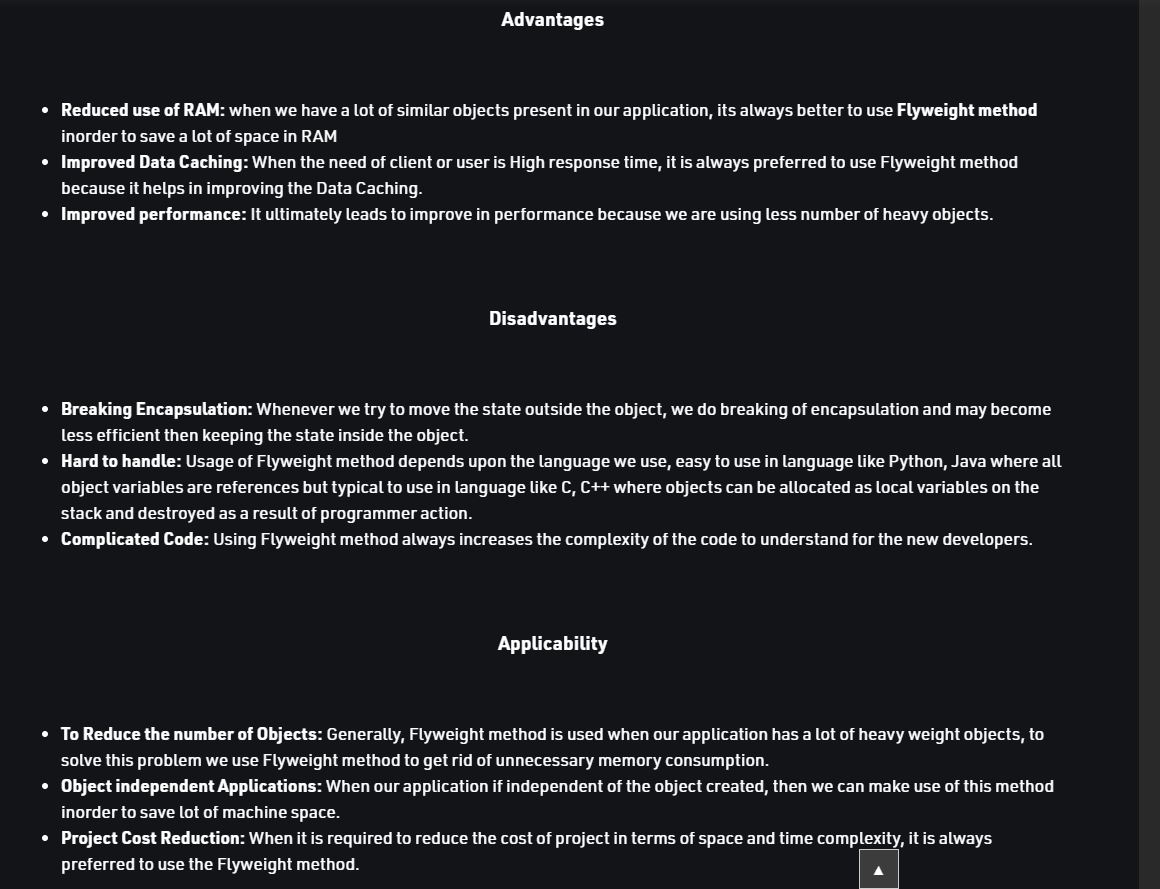 Advantages
• Reduced use of RAM: when we have a lot of similar objects present in our application, its always better to use Flyweight method
inorder to save a lot of space in RAM
• Improved Data Caching: When the need of client or user is High response time, it is always preferred to use Flyweight method
because it helps in improving the Data Caching.
• Improved performance: It ultimately leads to improve in performance because we are using less number of heavy objects.
Disadvantages
• Breaking Encapsulation: Whenever we try to move the state outside the object, we do breaking of encapsulation and may become
less efficient then keeping the state inside the object.
• Hard to handle: Usage of Flyweight method depends upon the language we use, easy to use in language like Python, Java where all
object variables are references but typical to use in language like C, C++ where objects can be allocated as local variables on the
stack and destroyed as a result of programmer action.
• Complicated Code: Using Flyweight method always increases the complexity of the code to understand for the new developers.
Applicability
• To Reduce the number of Objects: Generally, Flyweight method is used when our application has a lot of heavy weight objects, to
solve this problem we use Flyweight method to get rid of unnecessary memory consumption.
• Object independent Applications: When our application if independent of the object created, then we can make use of this method
inorder to save lot of machine space.
• Project Cost Reduction: When it is required to reduce the cost of project in terms of space and time complexity, it is always
preferred to use the Flyweight method.